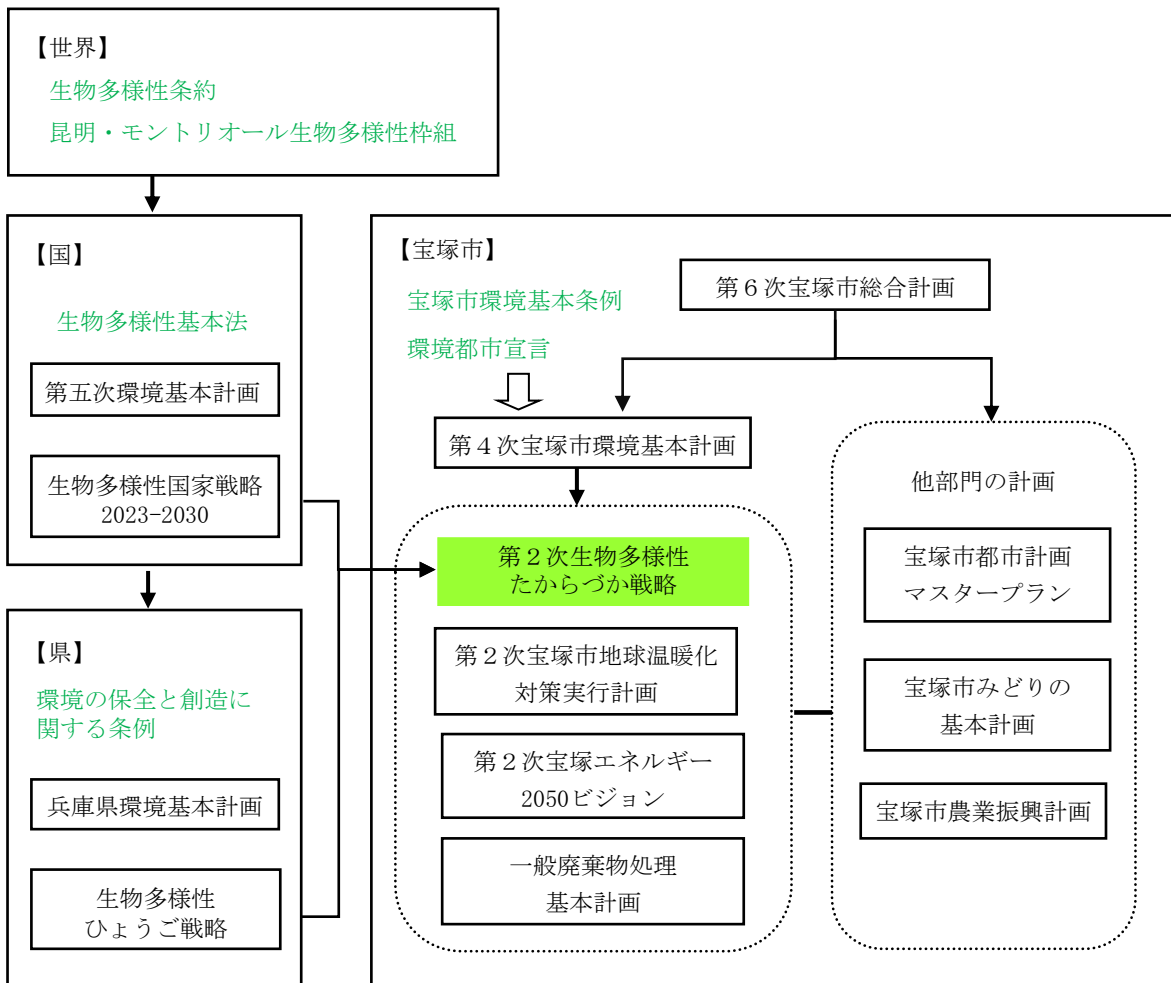 【世界】
生物多様性条約
昆明・モントリオール生物多様性枠組
【国】
生物多様性基本法
第五次環境基本計画
生物多様性国家戦略
2023-2030
【県】
環境の保全と創造に
関する条例
兵庫県環境基本計画
生物多様性
ひょうご戦略
【宝塚市】
宝塚市環境基本条例
環境都市宣言
第６次宝塚市総合計画
第４次宝塚市環境基本計画
第２次生物多様性
たからづか戦略
第２次宝塚市地球温暖化
対策実行計画
第２次宝塚エネルギー
2050ビジョン
一般廃棄物処理
基本計画
他部門の計画
宝塚市都市計画
マスタープラン
宝塚市みどりの
基本計画
宝塚市農業振興計画